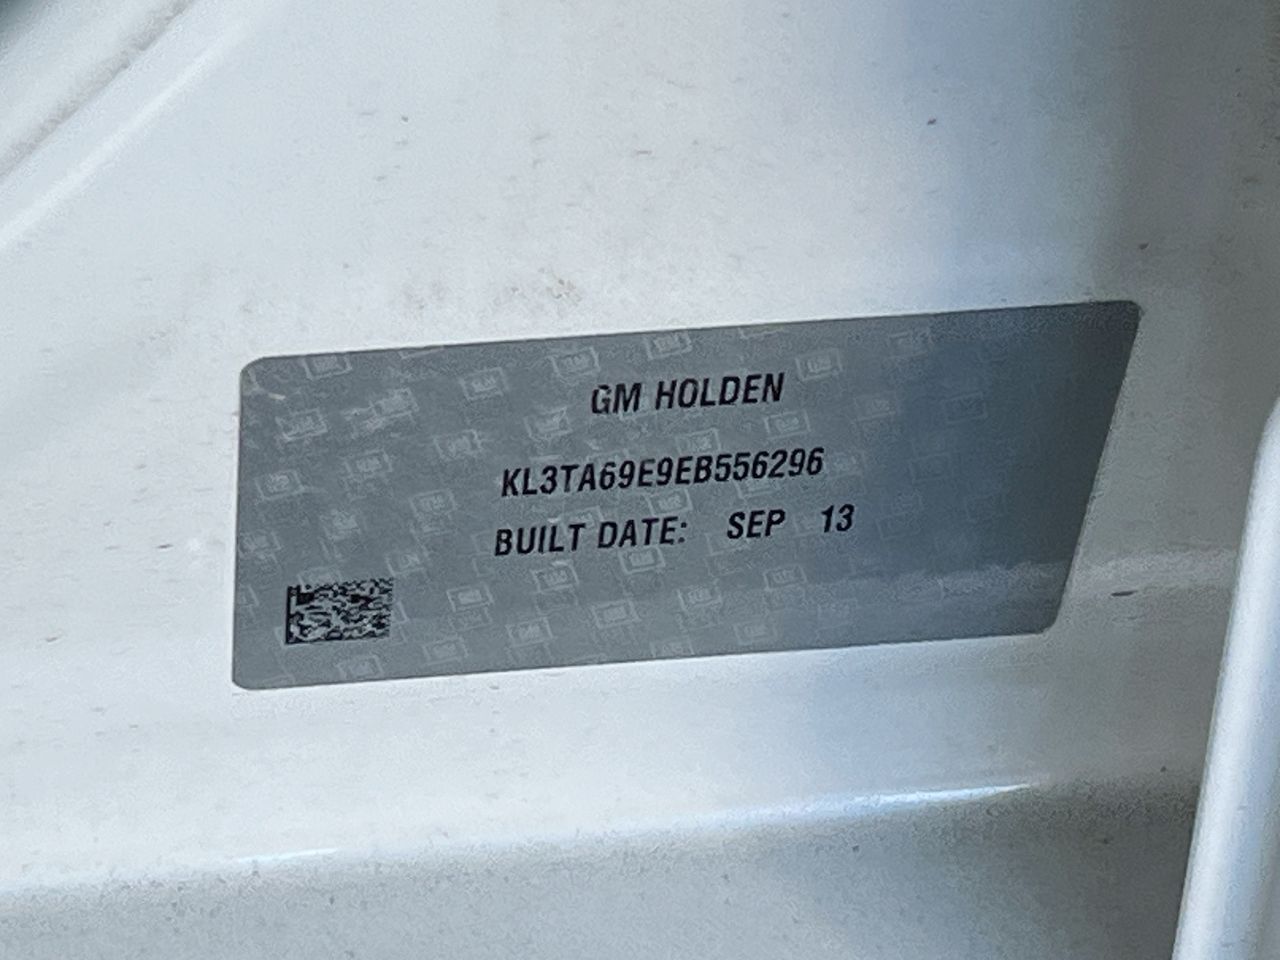 GM HOLDEN
KL3TA69E9EB556296
BUILT DATE: SEP 13